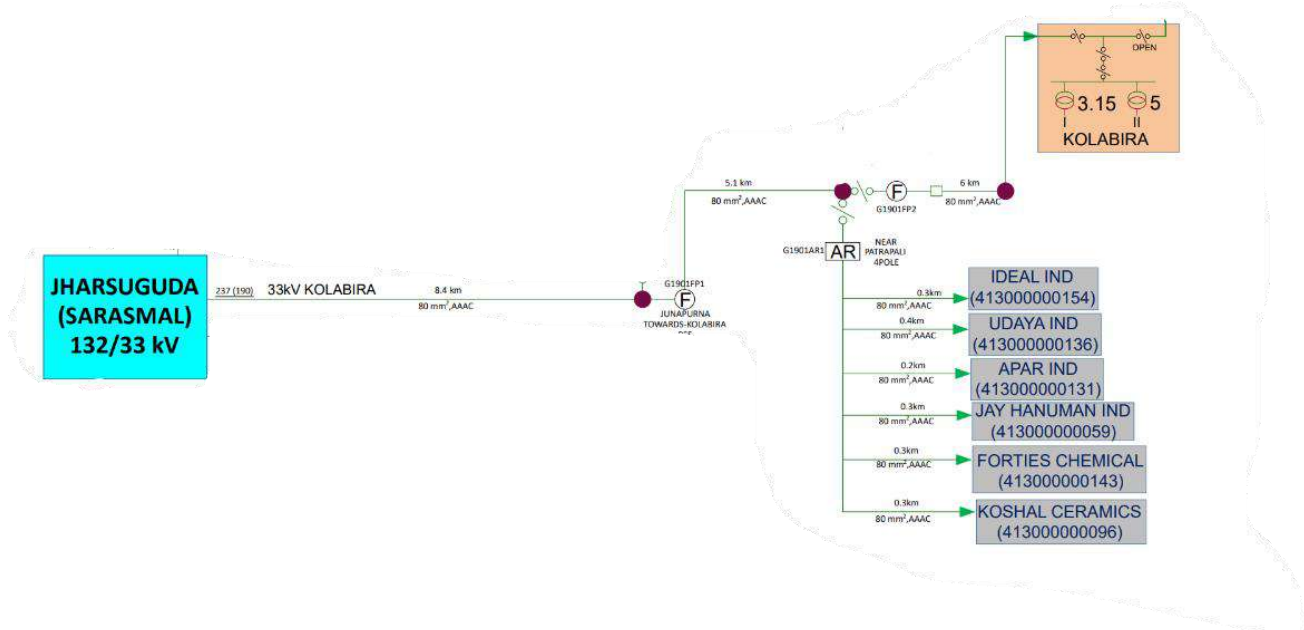 JHARSUGUDA
(SARASMAL)
132/33 kV
237 (190)
33kV KOLABIRA
8.4 km
80 mm²,AAAC
G1901FP1
F
JUNAPURNA
TOWARDS-KOLABIRA
5.1 km
80 mm²,AAAC
F
G1901FP2
6 km
80 mm²,AAAC
OPEN
3.15
5
I
II
KOLABIRA
G1901AR1
AR
NEAR
PATRAPALI
4POLE
0.3km
80 mm²,AAAC
IDEAL IND
(413000000154)
0.4km
80 mm²,AAAC
UDAYA IND
(413000000136)
0.2km
80 mm²,AAAC
APAR IND
(413000000131)
0.3km
80 mm²,AAAC
JAY HANUMAN IND
(413000000059)
0.3km
80 mm²,AAAC
FORTIES CHEMICAL
(413000000143)
0.3km
80 mm²,AAAC
KOSHAL CERAMICS
(413000000096)